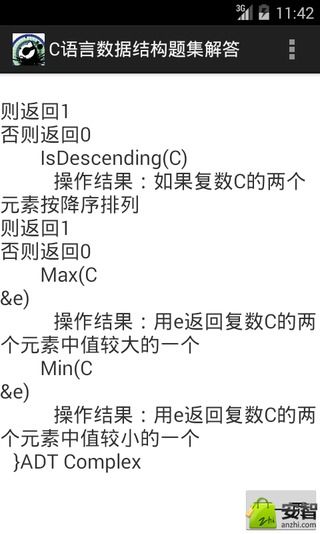 3G 11:42
C语言数据结构题集解答
则返回1
否则返回0
IsDescending(C)
操作结果：如果复数C的两个
元素按降序排列
则返回1
否则返回0
Max(C
&e)
操作结果：用e返回复数C的两
个元素中值较大的一个
Min(C
&e)
操作结果：用e返回复数C的两
个元素中值较小的一个
}ADT Complex
安智
anzhi.com